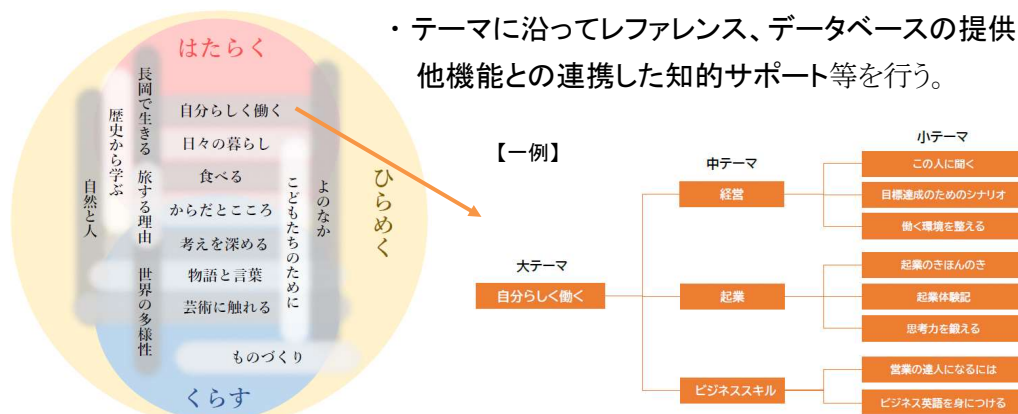 ・テーマに沿ってレファレンス、データベースの提供
他機能との連携した知的サポート等を行う。
はたらく
ひらめく
くらす
長岡で生きる
歴史から学ぶ
自然と人
旅する理由
世界の多様性
自分らしく働く
日々の暮らし
食べる
からだとこころ
考えを深める
物語と言葉
芸術に触れる
ものづくり
こどもたちのために
よのなか
【一例】
大テーマ
自分らしく働く
中テーマ
経営
起業
ビジネススキル
小テーマ
この人に聞く
目標達成のためのシナリオ
働く環境を整える
起業のきほんのき
起業体験記
思考力を鍛える
営業の達人になるには
ビジネス英語を身につける